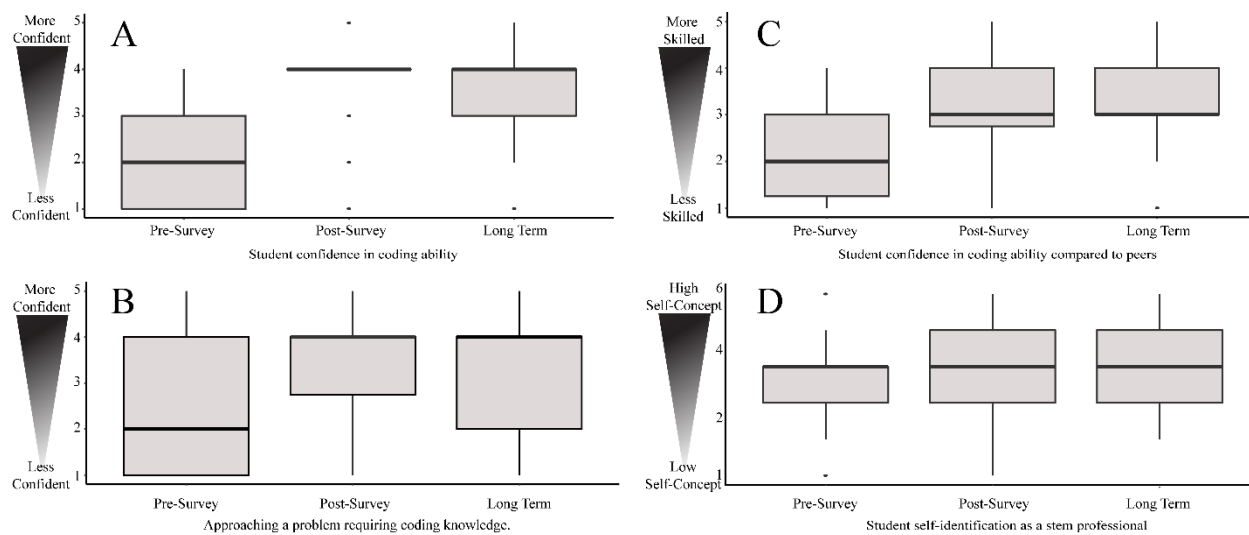 More
Confident
A
5
4
3
2
1
Less
Confident
Pre-Survey
Post-Survey
Long Term
Student confidence in coding ability
More
Skilled
C
5
4
3
2
1
Less
Skilled
Pre-Survey
Post-Survey
Long Term
Student confidence in coding ability compared to peers
More
Confident
B
5
4
3
2
1
Less
Confident
Pre-Survey
Post-Survey
Long Term
Approaching a problem requiring coding knowledge.
High
Self-Concept
D
6
4
2
1
Low
Self-Concept
Pre-Survey
Post-Survey
Long Term
Student self-identification as a stem professional